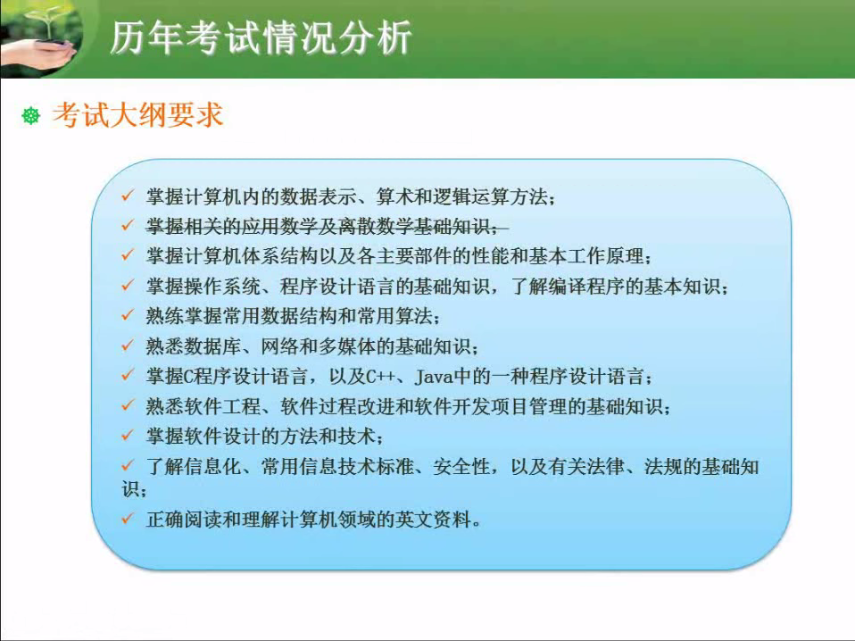 历年考试情况分析
考试大纲要求
掌握计算机内的数据表示、算术和逻辑运算方法；
掌握相关的应用数学及离散数学基础知识；
掌握计算机体系结构以及各主要部件的性能和基本工作原理；
掌握操作系统、程序设计语言的基础知识，了解编译程序的基本知识；
熟练掌握常用数据结构和常用算法；
熟悉数据库、网络和多媒体的基础知识；
掌握C程序设计语言，以及C++、Java中的一种程序设计语言；
熟悉软件工程、软件过程改进和软件开发项目管理的基础知识；
掌握软件设计的方法和技术；
了解信息化、常用信息技术标准、安全性，以及有关法律、法规的基础知
识；
正确阅读和理解计算机领域的英文资料。